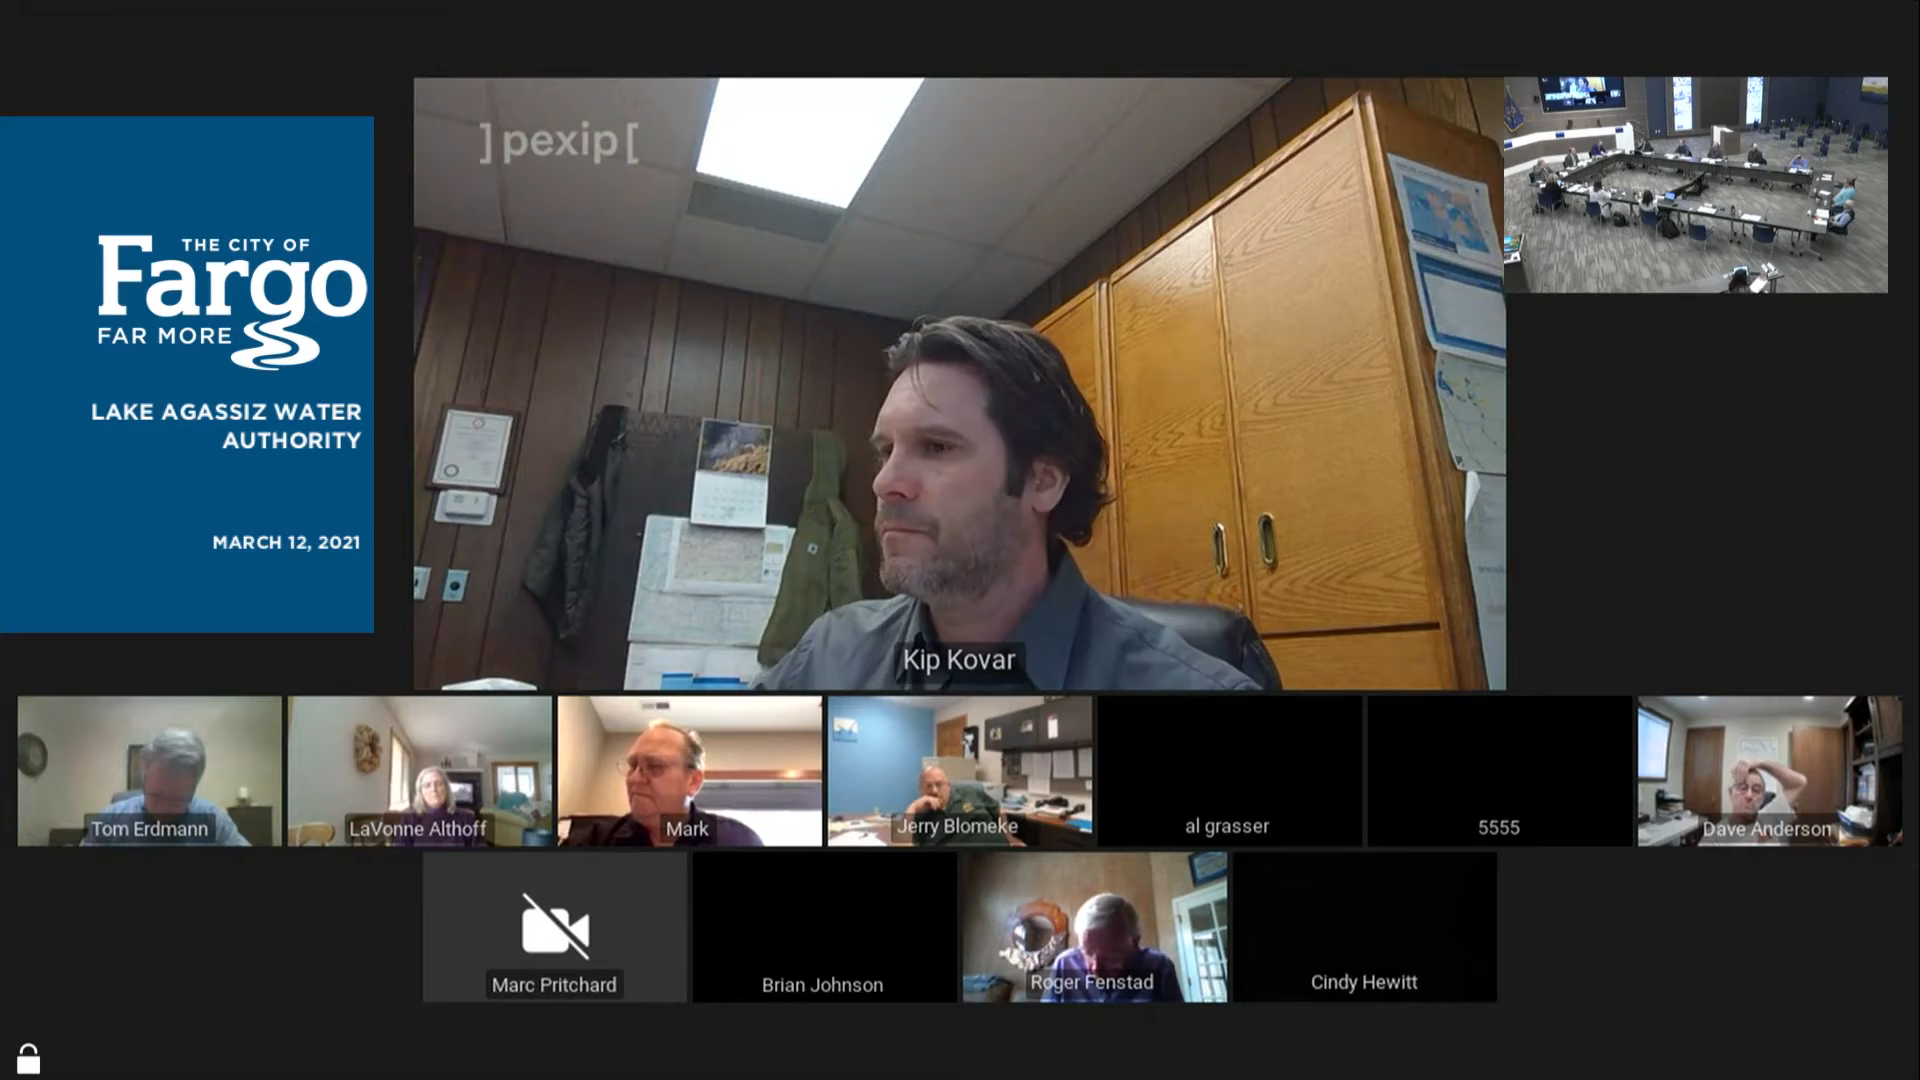 ]pexip[
THE CITY OF
Fargo
FAR MORE
LAKE AGASSIZ WATER
AUTHORITY
MARCH 12, 2021
Kip Kovar
Tom Erdmann
LaVonne Althoff
Mark
Jerry Blomeke
al grasser
5555
Dave Anderson
Marc Pritchard
Brian Johnson
Roger Fenstad
Cindy Hewitt